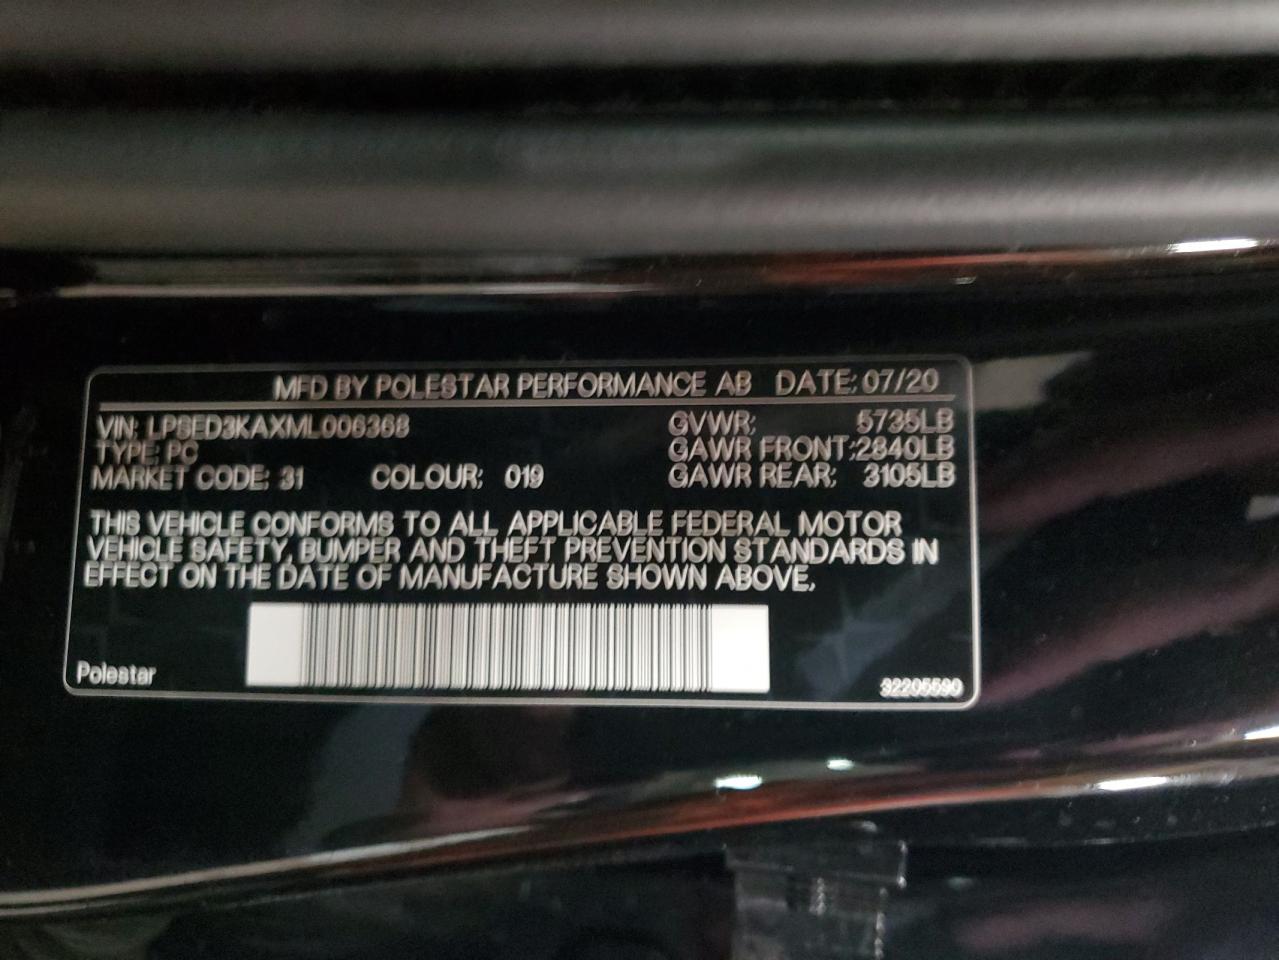 MFD BY POLESTAR PERFORMANCE AB DATE: 07/20
VIN: LPSED3KAXML006368 GVWR: 5735LB
TYPE: PC GAWR FRONT: 2840LB
MARKET CODE: 31 COLOUR: 019 GAWR REAR: 3105LB
THIS VEHICLE CONFORMS TO ALL APPLICABLE FEDERAL MOTOR
VEHICLE SAFETY, BUMPER AND THEFT PREVENTION STANDARDS IN
EFFECT ON THE DATE OF MANUFACTURE SHOWN ABOVE.
Polestar 32205590